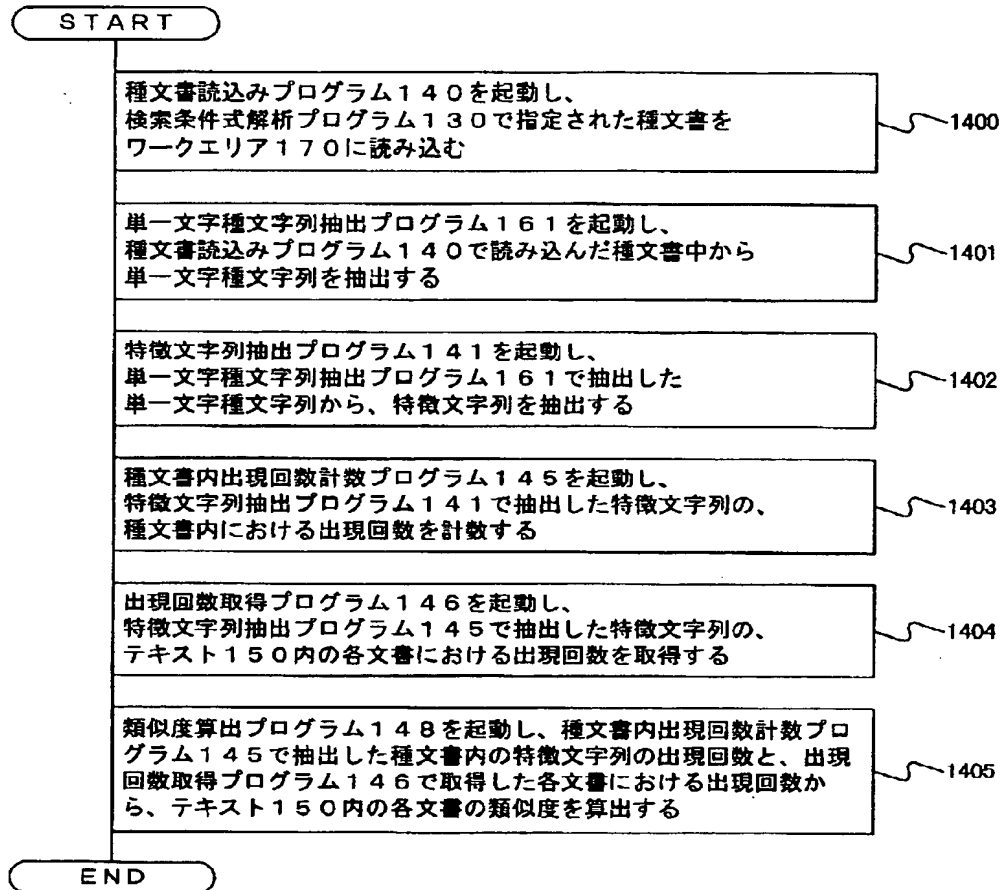 START
種文書読込みプログラム140を起動し、
検索条件式解析プログラム130で指定された種文書を
ワークエリア170に読み込む
1400
単一文字種文字列抽出プログラム161を起動し、
種文書読込みプログラム140で読み込んだ種文書中から
単一文字種文字列を抽出する
1401
特徴文字列抽出プログラム141を起動し、
単一文字種文字列抽出プログラム161で抽出した
単一文字種文字列から、特徴文字列を抽出する
1402
種文書内出現回数計数プログラム145を起動し、
特徴文字列抽出プログラム141で抽出した特徴文字列の、
種文書内における出現回数を計数する
1403
出現回数取得プログラム146を起動し、
特徴文字列抽出プログラム145で抽出した特徴文字列の、
テキスト150内の各文書における出現回数を取得する
1404
類似度算出プログラム148を起動し、種文書内出現回数計数プロ
グラム145で抽出した種文書内の特徴文字列の出現回数と、出現
回数取得プログラム146で取得した各文書における出現回数か
ら、テキスト150内の各文書の類似度を算出する
1405
END